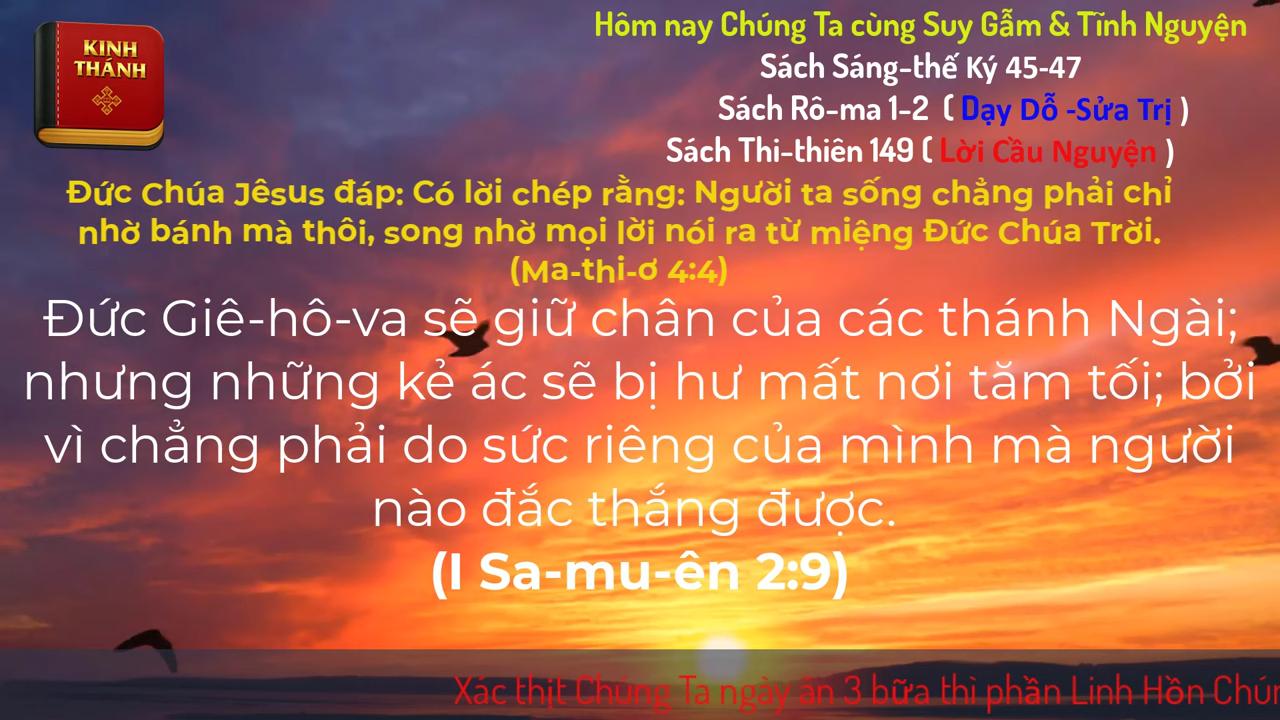 KINH
THÁNH
Hôm nay Chúng Ta cùng Suy Gẫm & Tĩnh Nguyện
Sách Sáng-thế Ký 45-47
Sách Rô-ma 1-2 ( Dạy Dỗ -Sửa Trị )
Sách Thi-thiên 149 ( Lời Cầu Nguyện )
Đức Chúa Jêsus đáp: Có lời chép rằng: Người ta sống chẳng phải chỉ
nhờ bánh mà thôi, song nhờ mọi lời nói ra từ miệng Đức Chúa Trời.
(Ma-thi-ơ 4:4)
Đức Giê-hô-va sẽ giữ chân của các thánh Ngài;
nhưng những kẻ ác sẽ bị hư mất nơi tăm tối; bởi
vì chẳng phải do sức riêng của mình mà người
nào đắc thắng được.
(I Sa-mu-ên 2:9)
Xác thịt Chúng Ta ngày ăn 3 bữa thì phần Linh Hồn